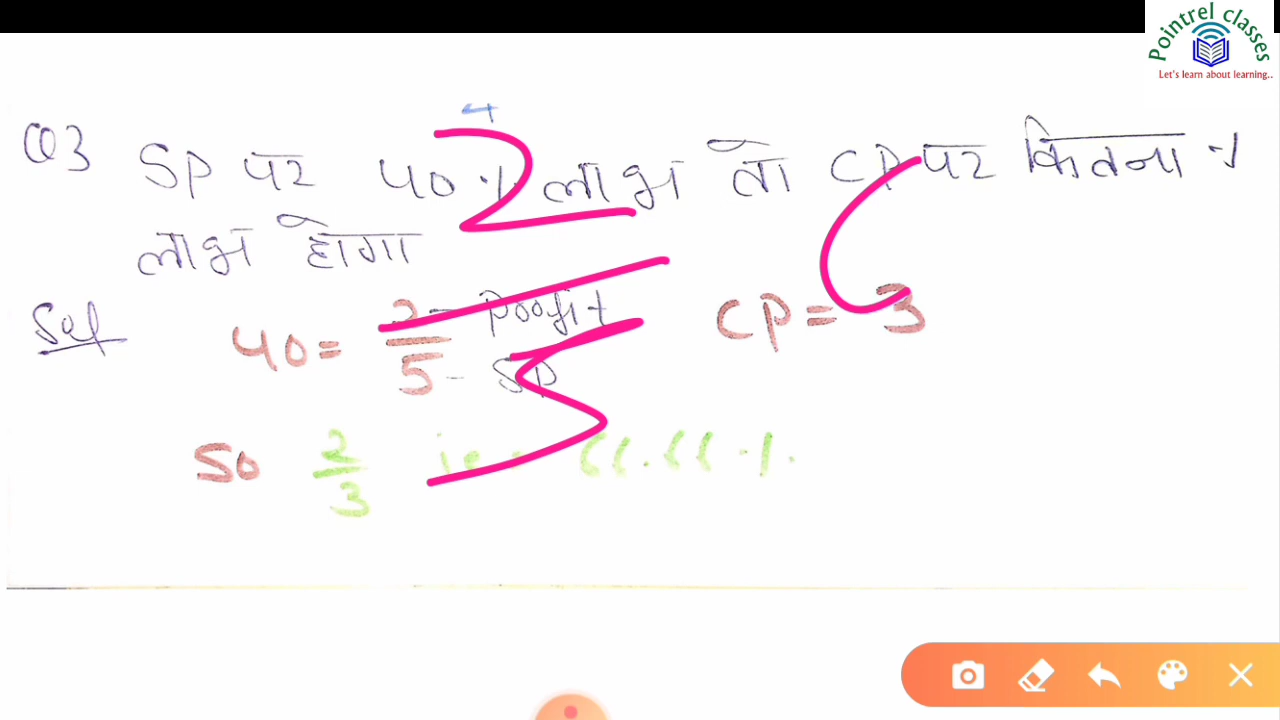 Pointrel classes
Let's learn about learning..
Q3 SP पर 40% लाभ तो CP पर कितना %
लाभ होगा
Sol 40 = 2/5 - Profit - SP CP = 3
So 2/3 i.e. 66.66%.